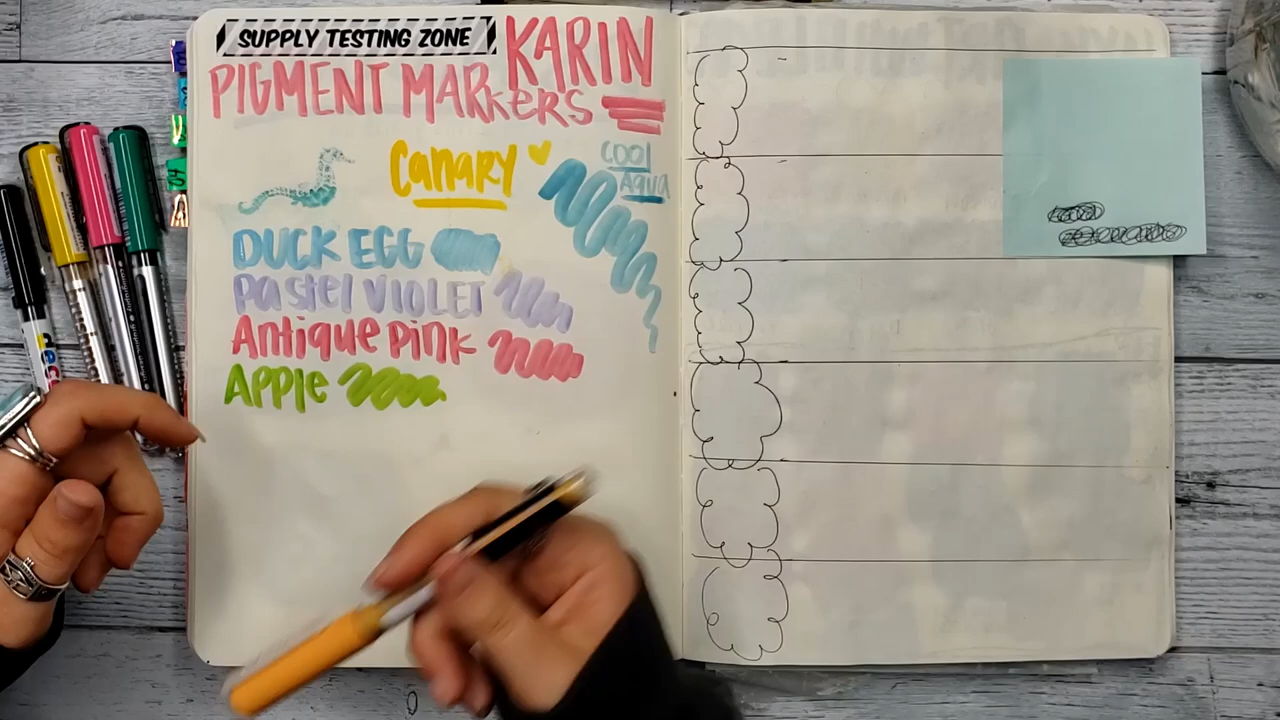 SUPPLY TESTING ZONE
KARIN
PIGMENT MARKERS
CANARY
COOL
AQUA
DUCK EGG
Pastel VIOLET
Antique Pink
APPLE